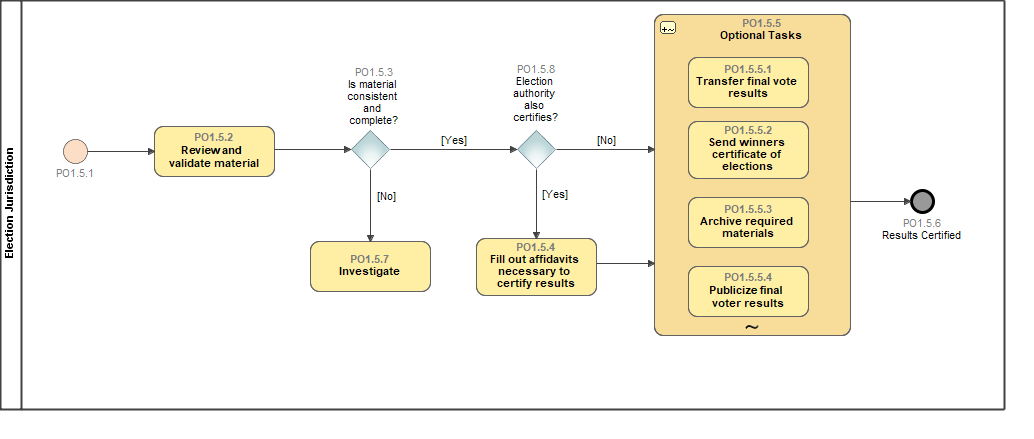 Election Jurisdiction
PO1.5.1
PO1.5.2
Review and
validate material
PO1.5.3
Is material
consistent
and
complete?
[Yes]
[No]
PO1.5.7
Investigate
PO1.5.8
Election
authority
also
certifies?
[No]
[Yes]
PO1.5.4
Fill out affidavits
necessary to
certify results
PO1.5.5
Optional Tasks
PO1.5.5.1
Transfer final vote
results
PO1.5.5.2
Send winners
certificate of
elections
PO1.5.5.3
Archive required
materials
PO1.5.5.4
Publicize final
voter results
~
PO1.5.6
Results Certified